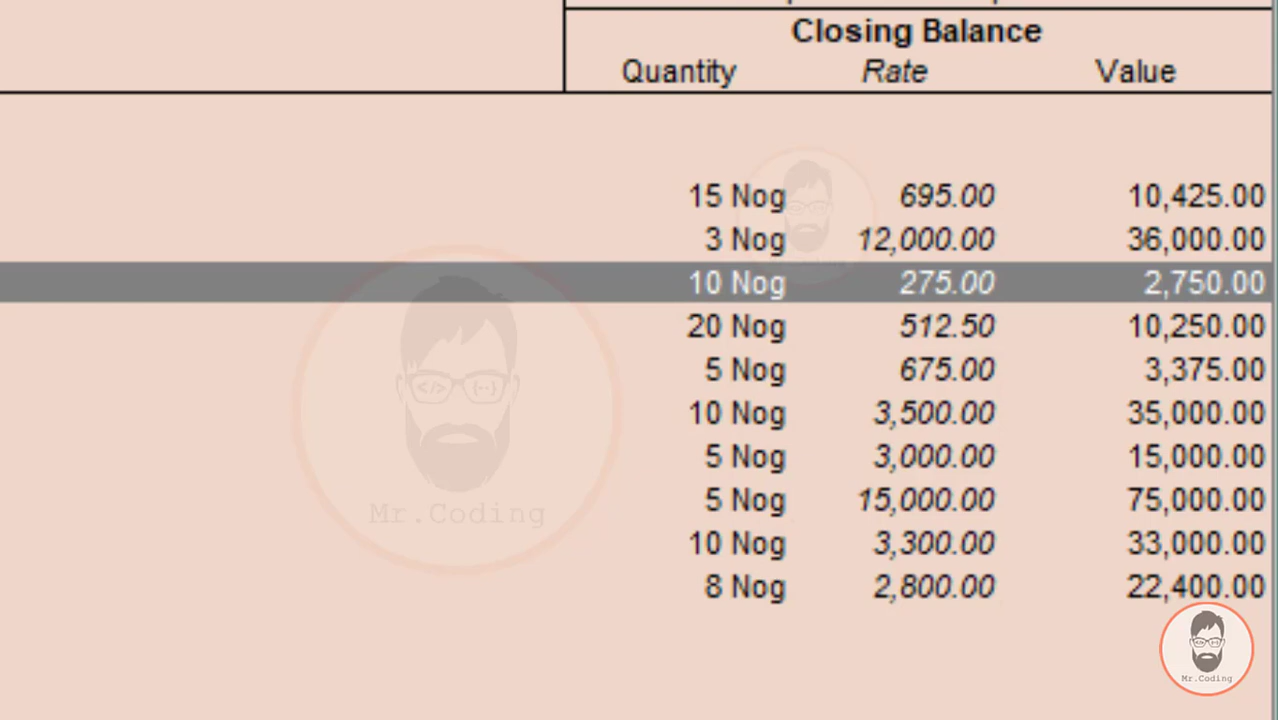 Closing Balance
Quantity Rate Value
15 Nog 695.00 10,425.00
3 Nog 12,000.00 36,000.00
10 Nog 275.00 2,750.00
20 Nog 512.50 10,250.00
5 Nog 675.00 3,375.00
10 Nog 3,500.00 35,000.00
5 Nog 3,000.00 15,000.00
5 Nog 15,000.00 75,000.00
10 Nog 3,300.00 33,000.00
8 Nog 2,800.00 22,400.00
</> {--}
Mr.Coding
Mr.Coding